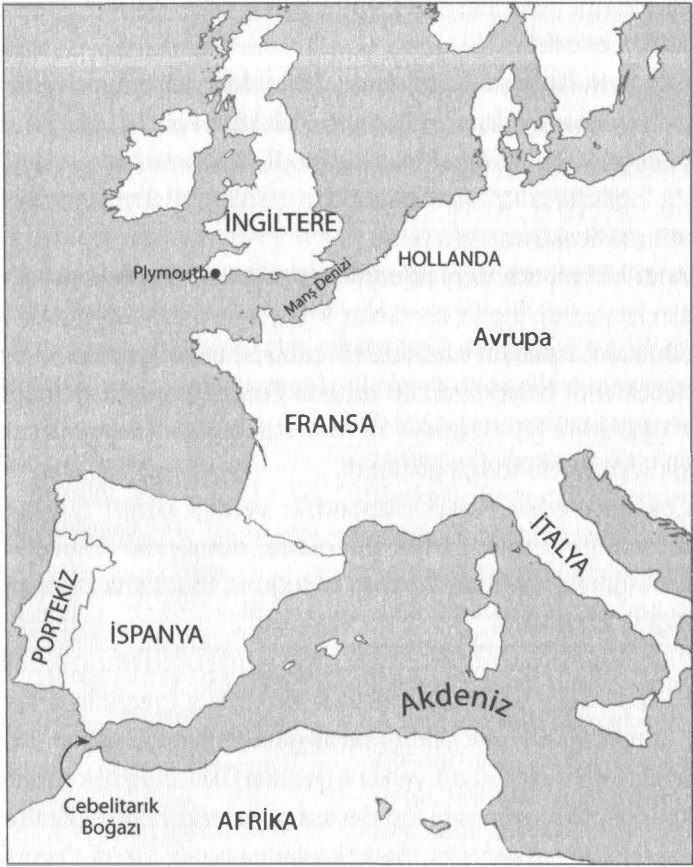 İNGİLTERE
Plymouth
Manş Denizi
HOLLANDA
Avrupa
FRANSA
İTALYA
PORTEKİZ
İSPANYA
Akdeniz
Cebelitarık
Boğazı
AFRİKA